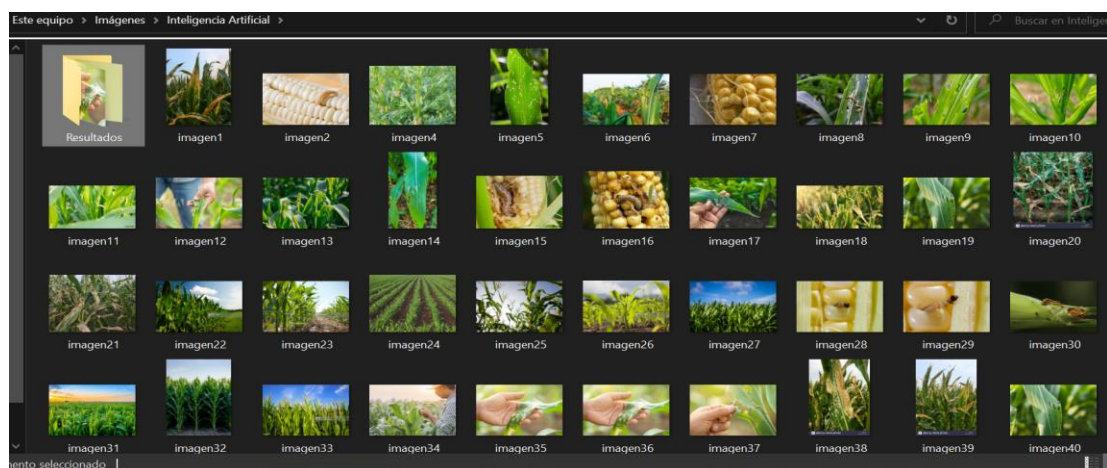 Este equipo > Imágenes > Inteligencia Artificial >
Buscar en Intelige
Resultados imagen1 imagen2 imagen4 imagen5 imagen6 imagen7 imagen8 imagen9 imagen10
imagen11 imagen12 imagen13 imagen14 imagen15 imagen16 imagen17 imagen18 imagen19 imagen20
imagen21 imagen22 imagen23 imagen24 imagen25 imagen26 imagen27 imagen28 imagen29 imagen30
imagen31 imagen32 imagen33 imagen34 imagen35 imagen36 imagen37 imagen38 imagen39 imagen40
mento seleccionado